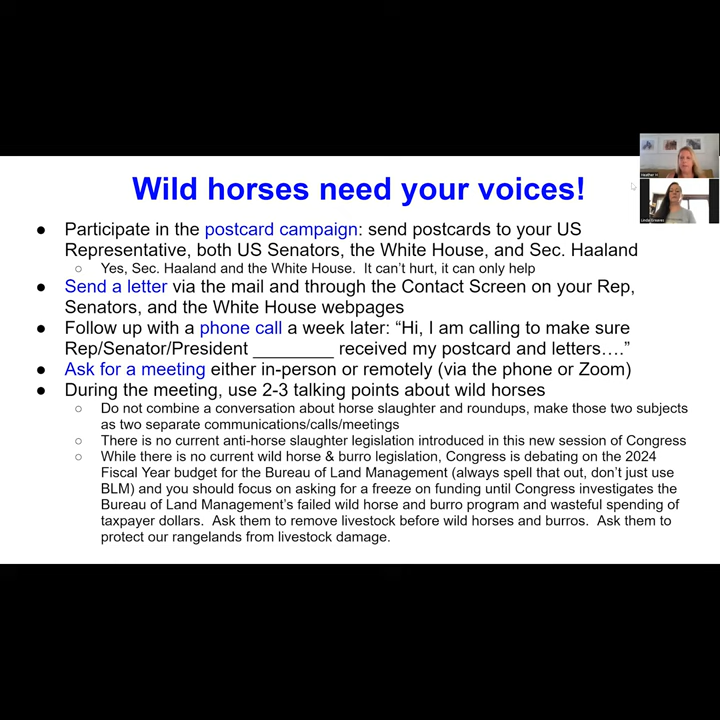 Wild horses need your voices!
● Participate in the postcard campaign: send postcards to your US
Representative, both US Senators, the White House, and Sec. Haaland
○ Yes, Sec. Haaland and the White House.  It can't hurt, it can only help
● Send a letter via the mail and through the Contact Screen on your Rep,
Senators, and the White House webpages
● Follow up with a phone call a week later: “Hi, I am calling to make sure
Rep/Senator/President ________ received my postcard and letters….”
● Ask for a meeting either in-person or remotely (via the phone or Zoom)
● During the meeting, use 2-3 talking points about wild horses
○ Do not combine a conversation about horse slaughter and roundups, make those two subjects
as two separate communications/calls/meetings
○ There is no current anti-horse slaughter legislation introduced in this new session of Congress
○ While there is no current wild horse & burro legislation, Congress is debating on the 2024
Fiscal Year budget for the Bureau of Land Management (always spell that out, don't just use
BLM) and you should focus on asking for a freeze on funding until Congress investigates the
Bureau of Land Management's failed wild horse and burro program and wasteful spending of
taxpayer dollars.  Ask them to remove livestock before wild horses and burros.  Ask them to
protect our rangelands from livestock damage.
Heather H